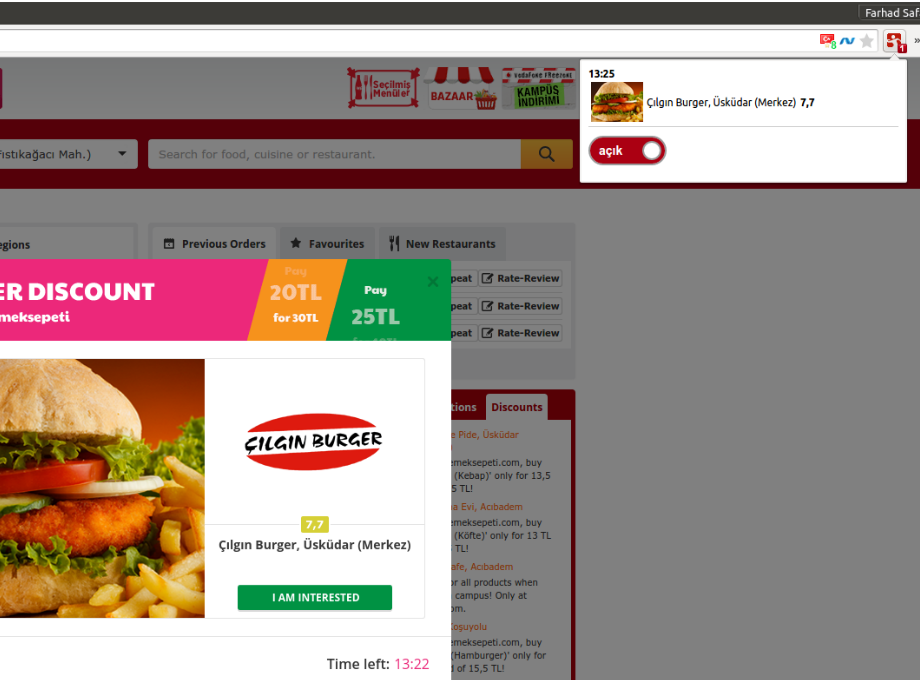 Farhad Saf
8
1
»
13:25
Çılgın Burger, Üsküdar (Merkez) 7,7
açık
Seçilmiş
Menüler
BAZAAR
vodafone FREEZONE
KAMPÜS
İNDİRİMİ
ıstıkağacı Mah.)
Search for food, cuisine or restaurant.
egions
Previous Orders
Favourites
New Restaurants
peat Rate-Review
peat Rate-Review
peat Rate-Review
ER DISCOUNT
meksepeti
Pay
20TL
for 30TL
Pay
25TL
ÇILGIN BURGER
7,7
Çılgın Burger, Üsküdar (Merkez)
I AM INTERESTED
Time left: 13:22
tions Discounts
e Pide, Üsküdar
emeksepeti.com, buy
(Kebap)' only for 13,5
5 TL!
a Evi, Acıbadem
emeksepeti.com, buy
(Köfte)' only for 13 TL
TL!
afe, Acıbadem
or all products when
campus! Only at
om.
Koşuyolu
emeksepeti.com, buy
(Hamburger)' only for
d of 15,5 TL!